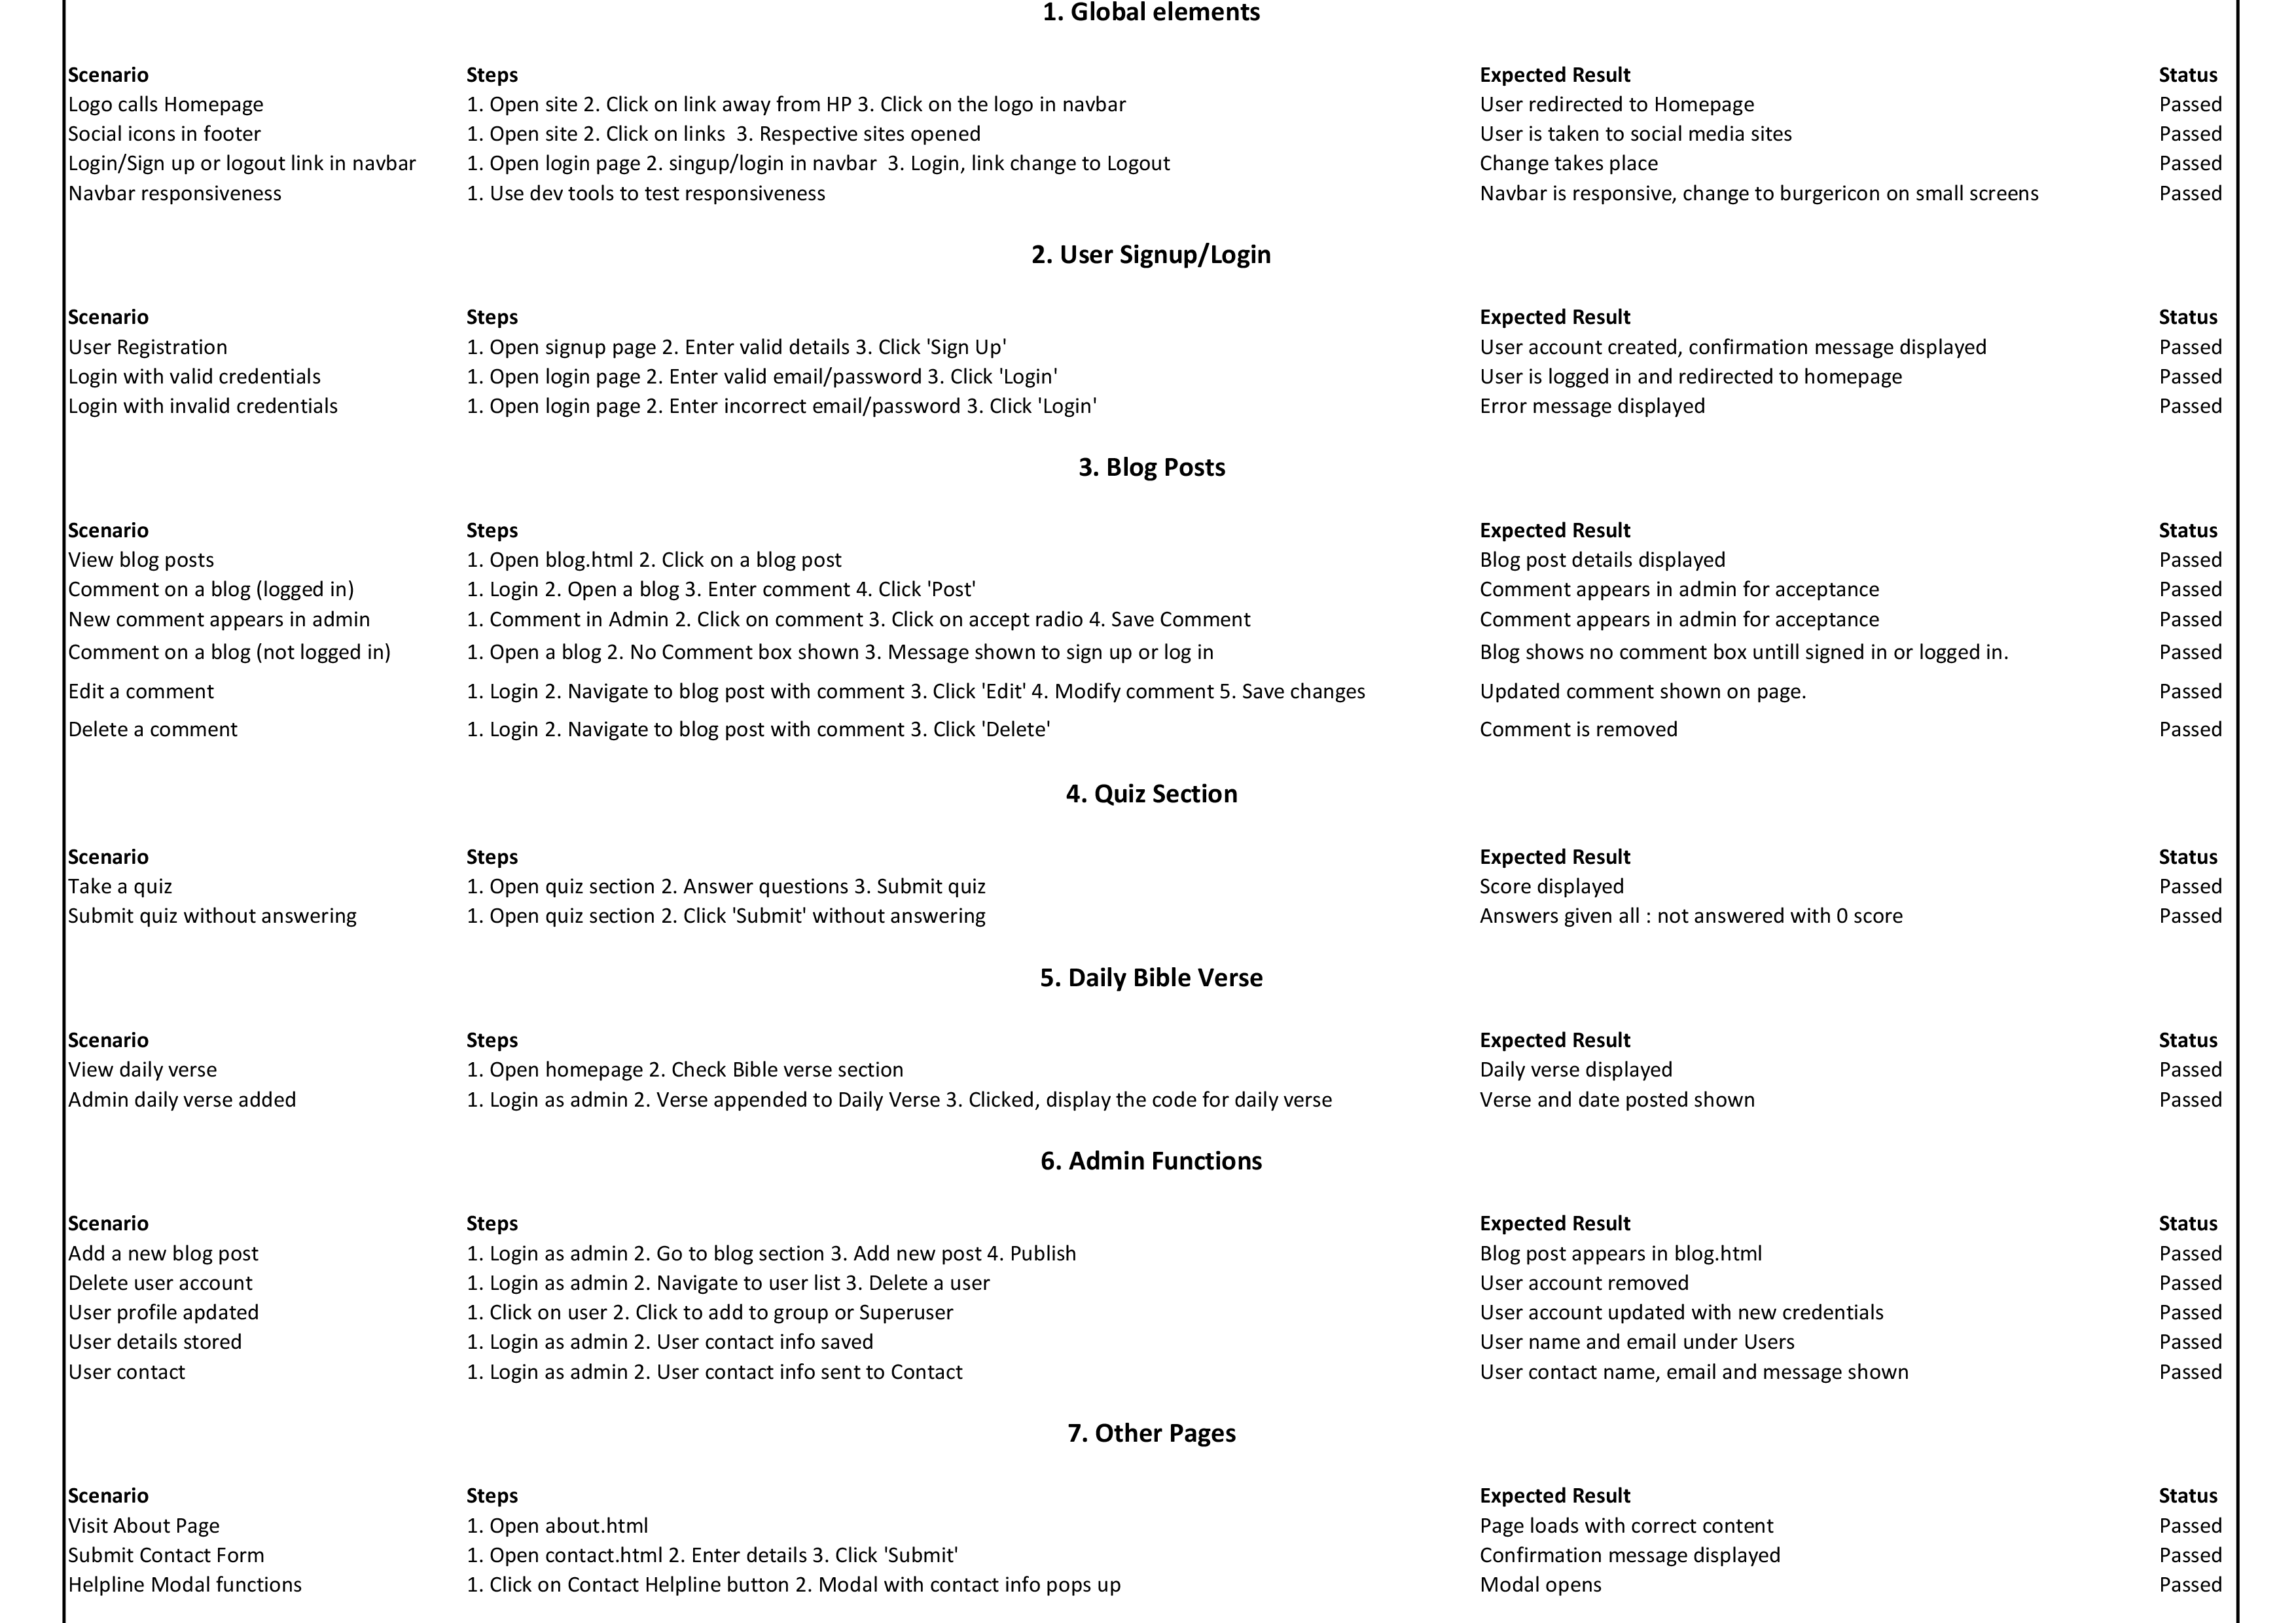 1. Global elements
Scenario Steps Expected Result Status
Logo calls Homepage 1. Open site 2. Click on link away from HP 3. Click on the logo in navbar User redirected to Homepage Passed
Social icons in footer 1. Open site 2. Click on links  3. Respective sites opened User is taken to social media sites Passed
Login/Sign up or logout link in navbar 1. Open login page 2. singup/login in navbar  3. Login, link change to Logout Change takes place Passed
Navbar responsiveness 1. Use dev tools to test responsiveness Navbar is responsive, change to burgericon on small screens Passed
2. User Signup/Login
Scenario Steps Expected Result Status
User Registration 1. Open signup page 2. Enter valid details 3. Click 'Sign Up' User account created, confirmation message displayed Passed
Login with valid credentials 1. Open login page 2. Enter valid email/password 3. Click 'Login' User is logged in and redirected to homepage Passed
Login with invalid credentials 1. Open login page 2. Enter incorrect email/password 3. Click 'Login' Error message displayed Passed
3. Blog Posts
Scenario Steps Expected Result Status
View blog posts 1. Open blog.html 2. Click on a blog post Blog post details displayed Passed
Comment on a blog (logged in) 1. Login 2. Open a blog 3. Enter comment 4. Click 'Post' Comment appears in admin for acceptance Passed
New comment appears in admin 1. Comment in Admin 2. Click on comment 3. Click on accept radio 4. Save Comment Comment appears in admin for acceptance Passed
Comment on a blog (not logged in) 1. Open a blog 2. No Comment box shown 3. Message shown to sign up or log in Blog shows no comment box untill signed in or logged in. Passed
Edit a comment 1. Login 2. Navigate to blog post with comment 3. Click 'Edit' 4. Modify comment 5. Save changes Updated comment shown on page. Passed
Delete a comment 1. Login 2. Navigate to blog post with comment 3. Click 'Delete' Comment is removed Passed
4. Quiz Section
Scenario Steps Expected Result Status
Take a quiz 1. Open quiz section 2. Answer questions 3. Submit quiz Score displayed Passed
Submit quiz without answering 1. Open quiz section 2. Click 'Submit' without answering Answers given all : not answered with 0 score Passed
5. Daily Bible Verse
Scenario Steps Expected Result Status
View daily verse 1. Open homepage 2. Check Bible verse section Daily verse displayed Passed
Admin daily verse added 1. Login as admin 2. Verse appended to Daily Verse 3. Clicked, display the code for daily verse Verse and date posted shown Passed
6. Admin Functions
Scenario Steps Expected Result Status
Add a new blog post 1. Login as admin 2. Go to blog section 3. Add new post 4. Publish Blog post appears in blog.html Passed
Delete user account 1. Login as admin 2. Navigate to user list 3. Delete a user User account removed Passed
User profile apdated 1. Click on user 2. Click to add to group or Superuser User account updated with new credentials Passed
User details stored 1. Login as admin 2. User contact info saved User name and email under Users Passed
User contact 1. Login as admin 2. User contact info sent to Contact User contact name, email and message shown Passed
7. Other Pages
Scenario Steps Expected Result Status
Visit About Page 1. Open about.html Page loads with correct content Passed
Submit Contact Form 1. Open contact.html 2. Enter details 3. Click 'Submit' Confirmation message displayed Passed
Helpline Modal functions 1. Click on Contact Helpline button 2. Modal with contact info pops up Modal opens Passed